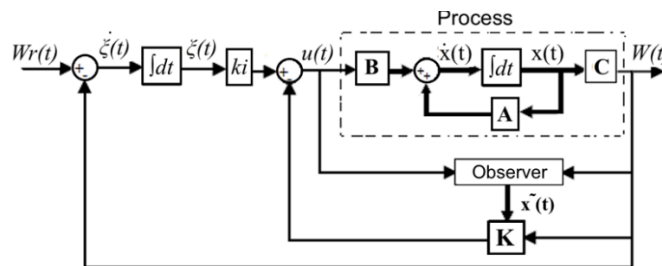 Process
Wr(t) ξ̇(t) ∫dt ξ(t) ki u(t) B ẋ(t) ∫dt x(t) C W(t
A
Observer
x˜(t)
K